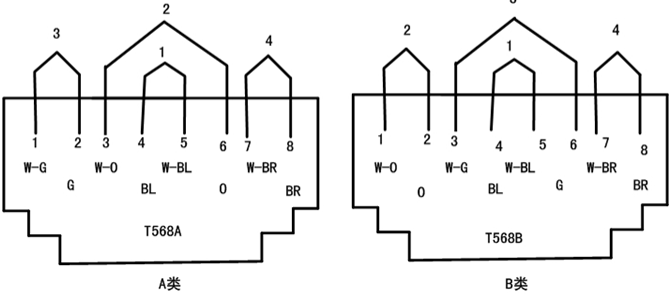 3 2 4
1
1 2 3 4 5 6 7 8
W-G W-O W-BL W-BR
G BL O BR
T568A
A类
2 1 4
1 2 3 4 5 6 7 8
W-O W-G W-BL W-BR
O BL G BR
T568B
B类